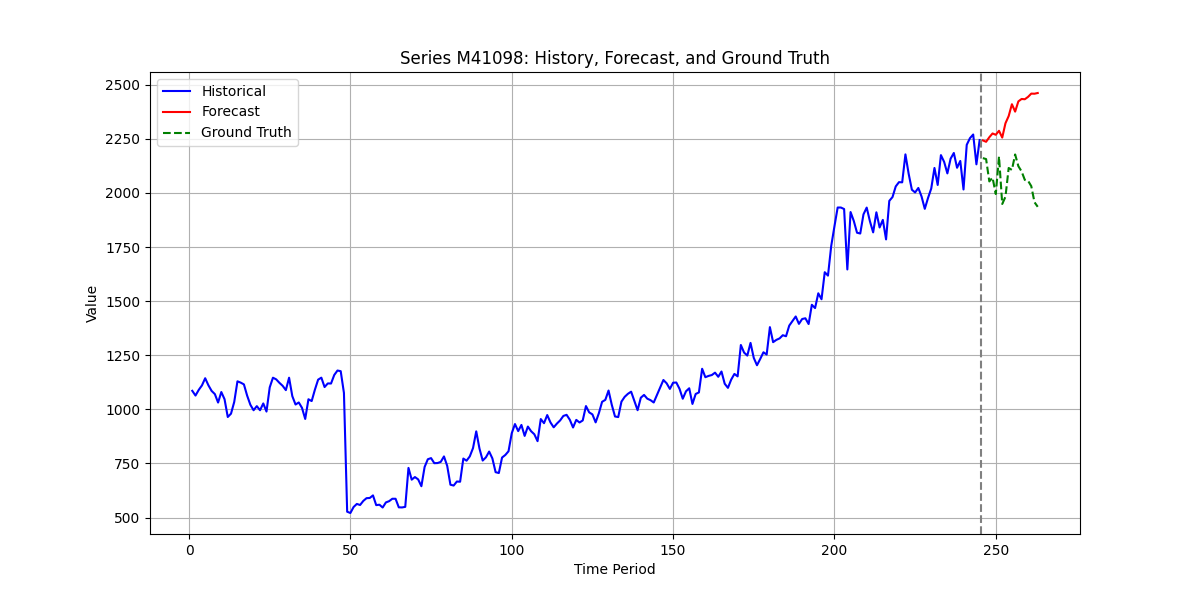 Series M41098: History, Forecast, and Ground Truth
Historical
Forecast
Ground Truth
Value
2500
2250
2000
1750
1500
1250
1000
750
500
0 50 100 150 200 250
Time Period